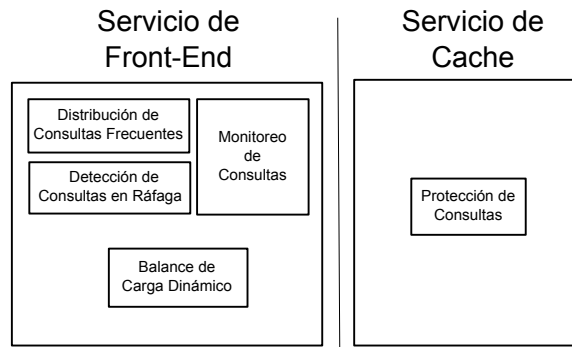 Servicio de
Front-End
Distribución de
Consultas Frecuentes
Detección de
Consultas en Ráfaga
Monitoreo
de
Consultas
Balance de
Carga Dinámico
Servicio de
Cache
Protección de
Consultas